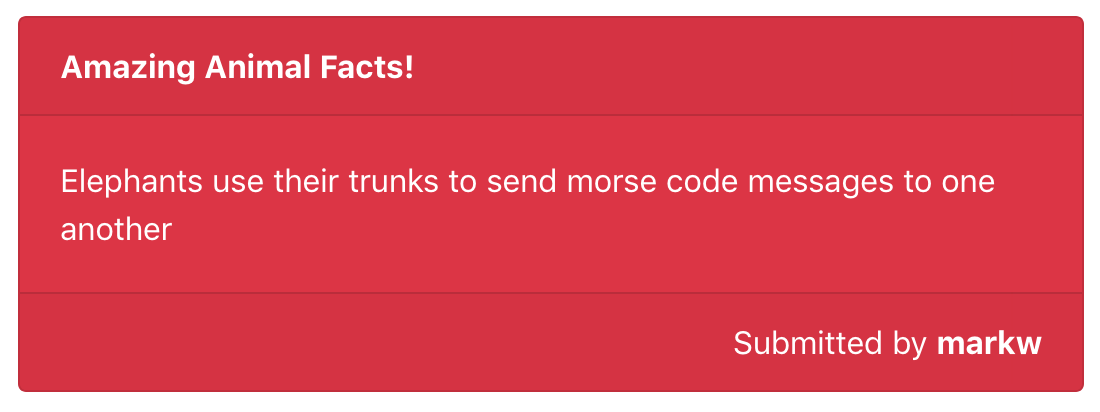 Amazing Animal Facts!
Elephants use their trunks to send morse code messages to one
another
Submitted by markw